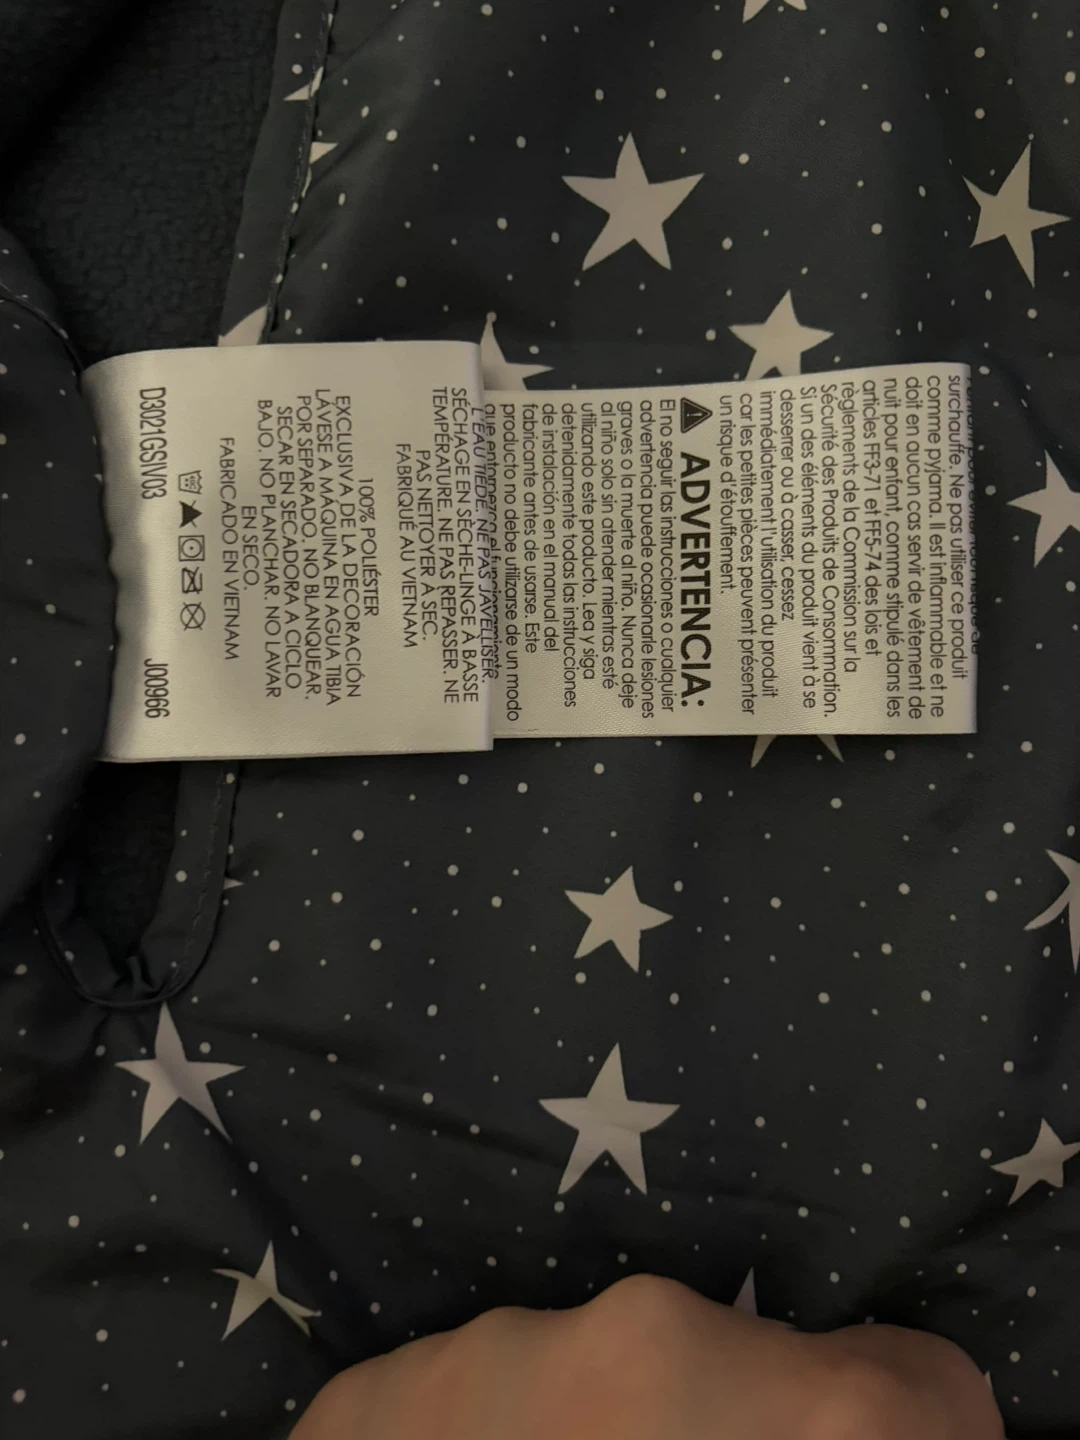 surchauffe. Ne pas utiliser ce produit
comme pyjama. Il est inflammable et ne
doit en aucun cas servir de vêtement de
nuit pour enfant, comme stipulé dans les
articles FF3-71 et FF5-74 des lois et
règlements de la Commission sur la
Sécurité des Produits de Consommation.
Si un des éléments du produit vient à se
desserrer ou à casser, cessez
immédiatement l'utilisation du produit
car les petites pièces peuvent présenter
un risque d'étouffement.
ADVERTENCIA:
El no seguir las instrucciones o cualquier
advertencia puede ocasionarle lesiones
graves o la muerte al niño. Nunca deje
al niño solo sin atender mientras esté
utilizando este producto. Lea y siga
detenidamente todas las instrucciones
de instalación en el manual del
fabricante antes de usarse. Este
producto no debe utilizarse de un modo
que entorpezca el
L'EAU TIÈDE. NE PAS JAVELISER.
SÉCHAGE EN SÈCHE-LINGE À BASSE
TEMPÉRATURE. NE PAS REPASSER. NE
PAS NETTOYER À SEC.
FABRIQUÉ AU VIETNAM
100% POLIÉSTER
EXCLUSIVA DE LA DECORACIÓN
LÁVESE A MÁQUINA EN AGUA TIBIA
POR SEPARADO. NO BLANQUEAR.
SECAR EN SECADORA A CICLO
BAJO. NO PLANCHAR. NO LAVAR
EN SECO.
FABRICADO EN VIETNAM
D3021GSIV03 J00966